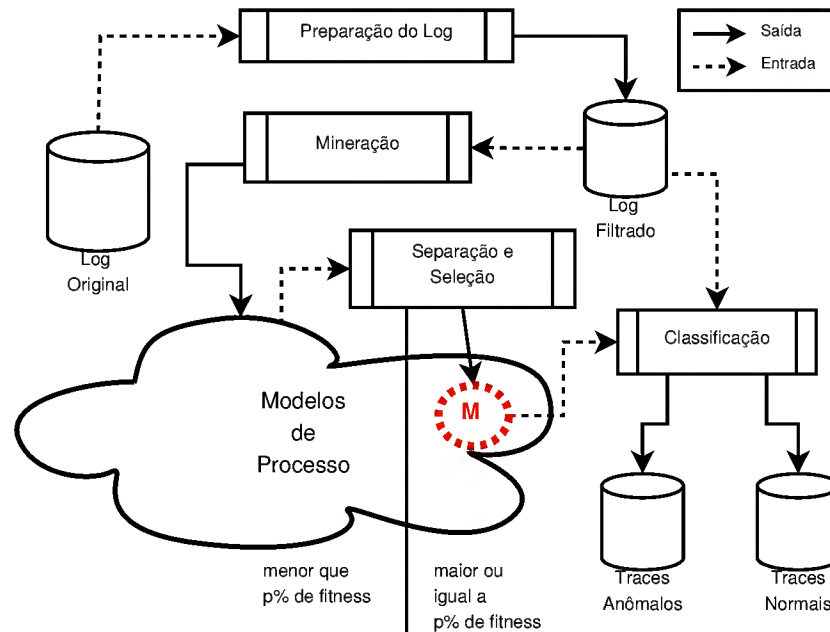 Preparação do Log
Saída
Entrada
Mineração
Log
Original
Log
Filtrado
Separação e
Seleção
Classificação
Modelos
de
Processo
M
menor que
p% de fitness
maior ou
igual a
p% de fitness
Traces
Anômalos
Traces
Normais